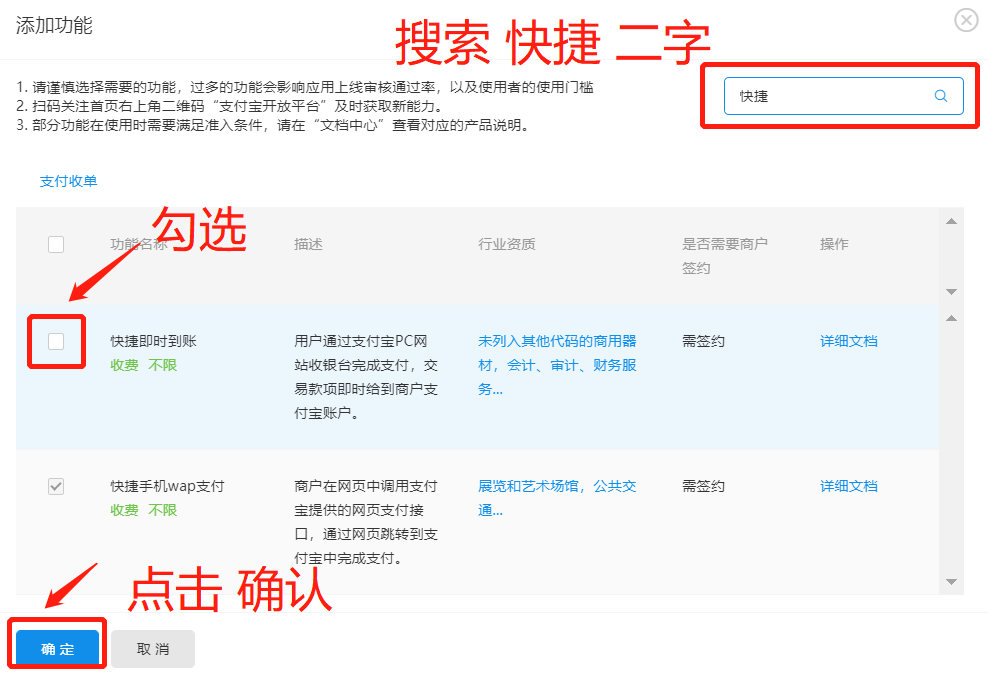 添加功能
搜索 快捷 二字
1. 请谨慎选择需要的功能，过多的功能会影响应用上线审核通过率，以及使用者的使用门槛
2. 扫码关注首页右上角二维码“支付宝开放平台”及时获取新能力。
3. 部分功能在使用时需要满足准入条件，请在“文档中心”查看对应的产品说明。
快捷
支付收单
勾选
功能名称
描述
行业资质
是否需要商户
签约
操作
快捷即时到账
收费 不限
用户通过支付宝PC网
站收银台完成支付，交
易款项即时给到商户支
付宝账户。
未列入其他代码的商用器
材，会计、审计、财务服
务...
需签约
详细文档
快捷手机wap支付
收费 不限
商户在网页中调用支付
宝提供的网页支付接
口，通过网页跳转到支
付宝中完成支付。
展览和艺术场馆，公共交
通...
需签约
详细文档
点击 确认
确 定
取 消